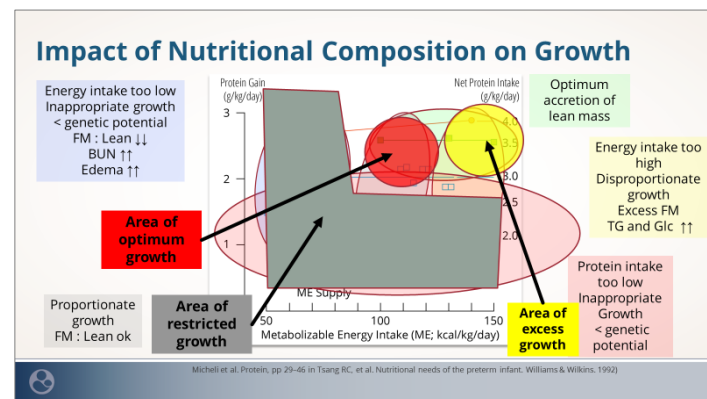 Impact of Nutritional Composition on Growth
Energy intake too low
Inappropriate growth
< genetic potential
FM : Lean ↓↓
BUN ↑↑
Edema ↑↑
Protein Gain
(g/kg/day)
Net Protein Intake
(g/kg/day)
Optimum
accretion of
lean mass
3
2
1
4.0
3.5
3.0
2.5
2.0
Energy intake too
high
Disproportionate
growth
Excess FM
TG and Glc ↑↑
Area of
optimum
growth
Proportionate
growth
FM : Lean ok
Area of
restricted
growth
ME Supply
50
100
150
Metabolizable Energy Intake (ME; kcal/kg/day)
Area of
excess
growth
Protein intake
too low
Inappropriate
Growth
< genetic
potential
Micheli et al. Protein, pp 29–46 in Tsang RC, et al. Nutritional needs of the preterm infant. Williams & Wilkins. 1992)